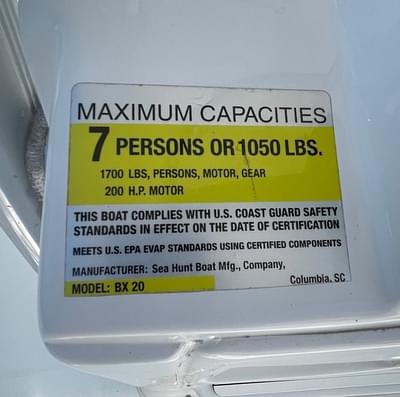 MAXIMUM CAPACITIES
7 PERSONS OR 1050 LBS.
1700 LBS, PERSONS, MOTOR, GEAR
200 H.P. MOTOR
THIS BOAT COMPLIES WITH U.S. COAST GUARD SAFETY
STANDARDS IN EFFECT ON THE DATE OF CERTIFICATION
MEETS U.S. EPA EVAP STANDARDS USING CERTIFIED COMPONENTS
MANUFACTURER: Sea Hunt Boat Mfg., Company,
Columbia, SC
MODEL: BX 20